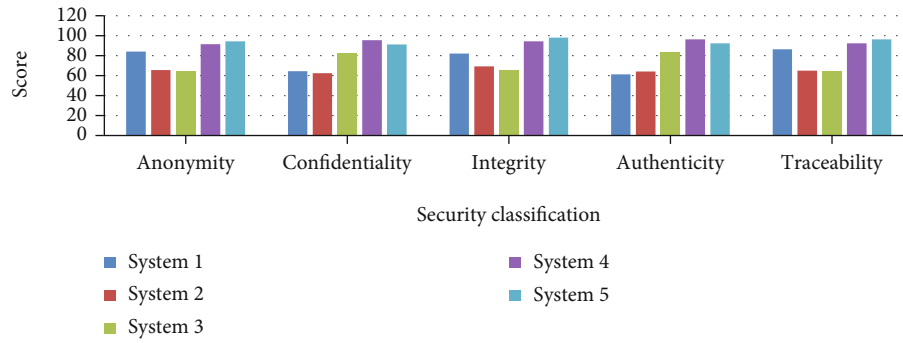 120
100
80
60
40
20
0
Score
Anonymity Confidentiality Integrity Authenticity Traceability
Security classification
System 1
System 2
System 3
System 4
System 5